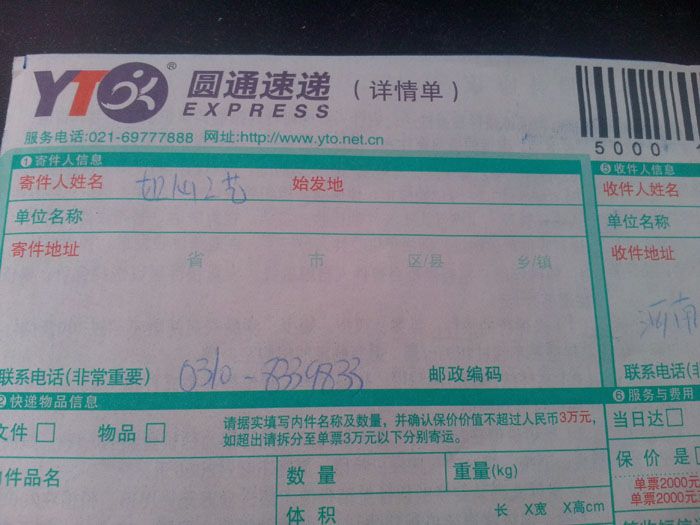 YTO® 圆通速递 (详情单)
EXPRESS
服务电话:021-69777888 网址:http://www.yto.net.cn
5000
❶寄件人信息
寄件人姓名 始发地
单位名称
寄件地址
省 市 区/县 乡/镇
联系电话(非常重要) 0310-8334833 邮政编码
❷快递物品信息
文件 □ 物品 □
请据实填写内件名称及数量，并确认保价价值不超过人民币3万元，
如超出请拆分至单票3万元以下分别寄运。
内件品名
数量 重量(kg)
体积 长 X宽 X高cm
❺收件人信息
收件人姓名
单位名称
收件地址
河南
联系电话
❻服务与费用
当日达□
保价是
单票2000元
单票2000元